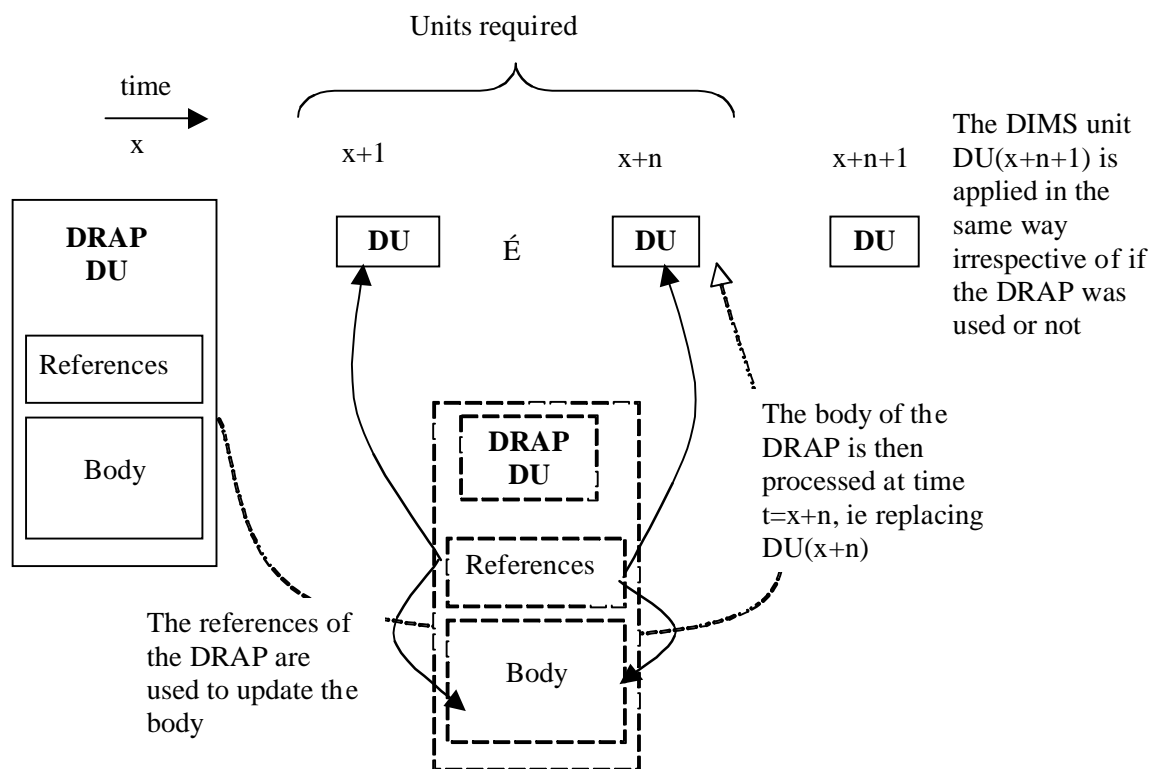 Units required
time
x
x+1
x+n
x+n+1
DRAP
DU
References
Body
DU
É
DU
DU
The DIMS unit
DU(x+n+1) is
applied in the
same way
irrespective of if
the DRAP was
used or not
DRAP
DU
References
Body
The body of the
DRAP is then
processed at time
t=x+n, ie replacing
DU(x+n)
The references of
the DRAP are
used to update the
body